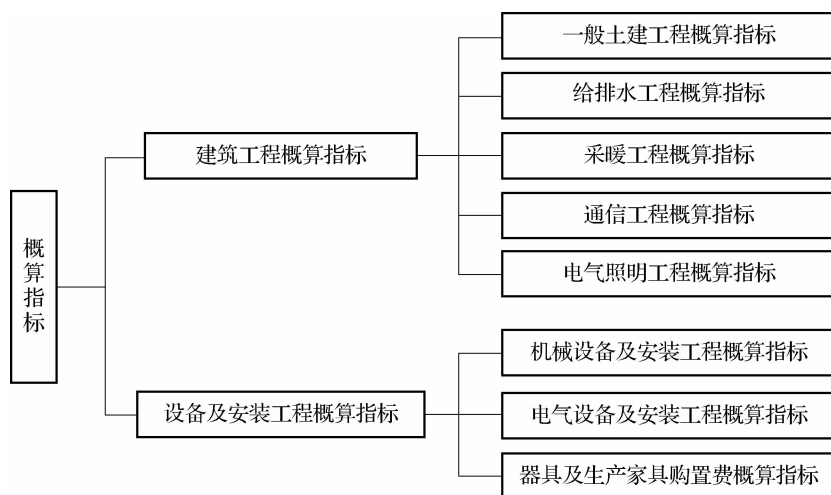 概算指标
建筑工程概算指标
一般土建工程概算指标
给排水工程概算指标
采暖工程概算指标
通信工程概算指标
电气照明工程概算指标
设备及安装工程概算指标
机械设备及安装工程概算指标
电气设备及安装工程概算指标
器具及生产家具购置费概算指标